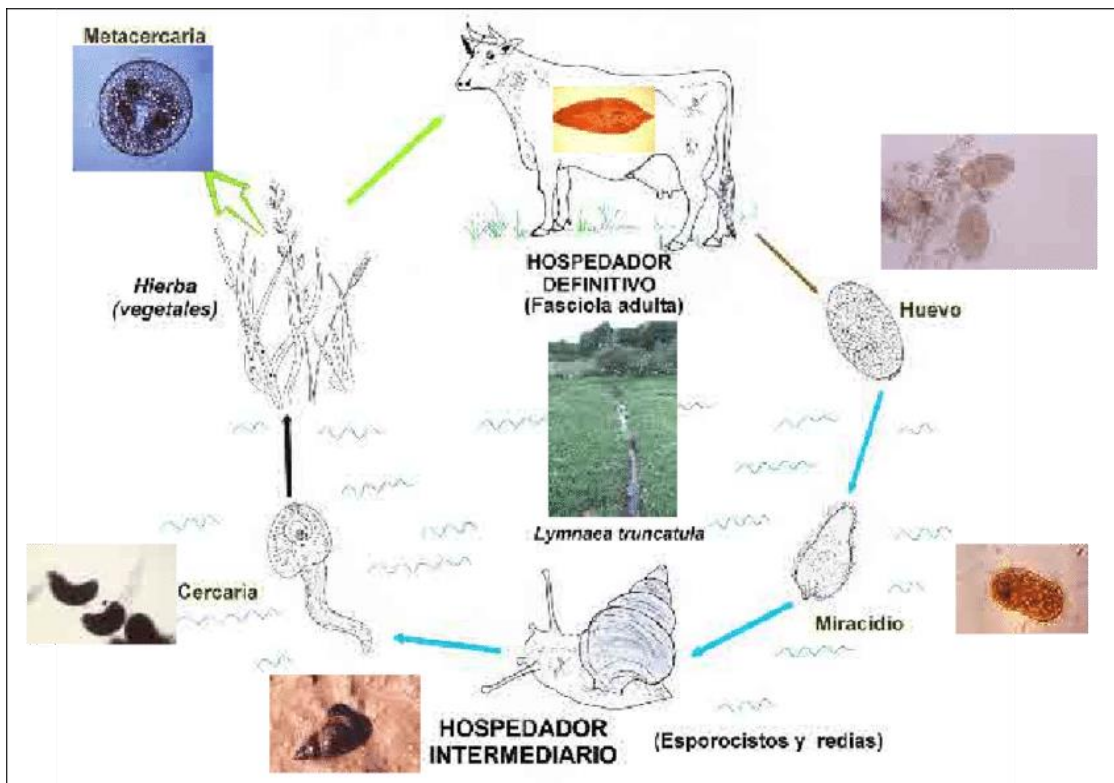 Metacercaria
HOSPEDADOR
DEFINITIVO
(Fasciola adulta)
Hierba
(vegetales)
Huevo
Lymnaea truncatula
Cercaria
Miracidio
HOSPEDADOR
INTERMEDIARIO
(Esporocistos y redias)